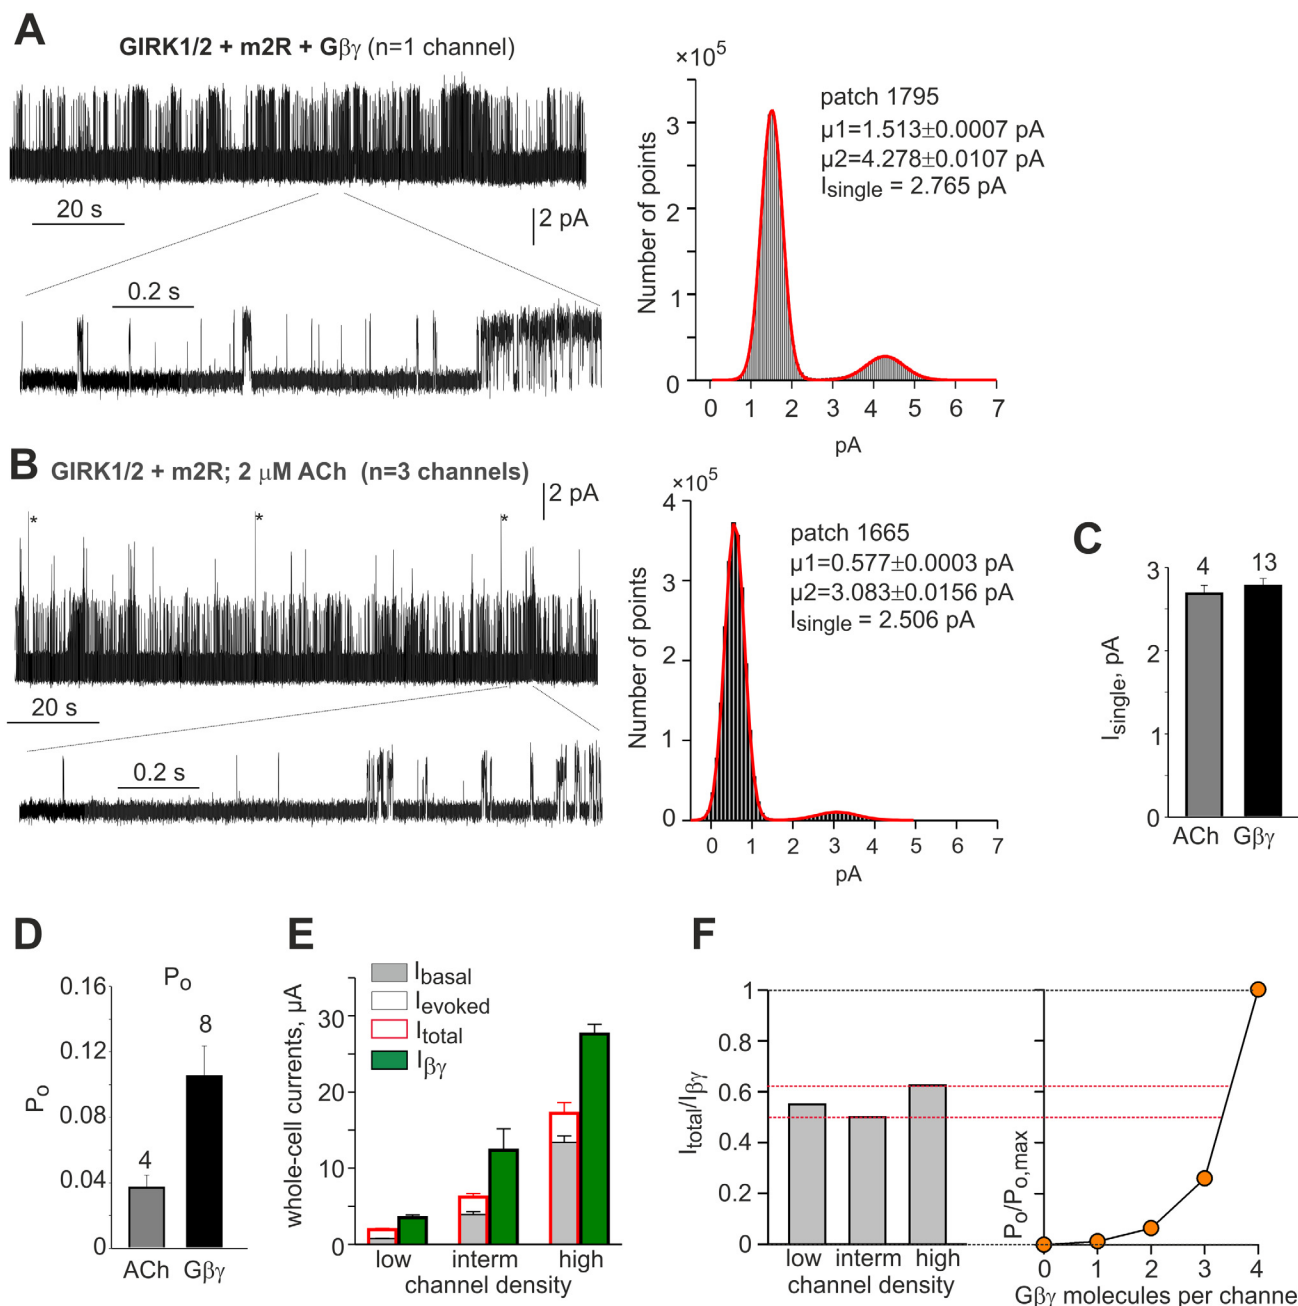 A
GIRK1/2 + m2R + Gβγ (n=1 channel)
20 s
2 pA
0.2 s
×10⁵
patch 1795
µ1=1.513±0.0007 pA
µ2=4.278±0.0107 pA
Isingle = 2.765 pA
Number of points
3
2
1
0
0 1 2 3 4 5 6 7
pA
B
GIRK1/2 + m2R; 2 µM ACh (n=3 channels)
2 pA
* * *
20 s
0.2 s
×10⁵
patch 1665
µ1=0.577±0.0003 pA
µ2=3.083±0.0156 pA
Isingle = 2.506 pA
Number of points
4
3
2
1
0
0 1 2 3 4 5 6 7
pA
C
Isingle, pA
3
2
1
0
4 13
ACh Gβγ
D
Po
Po
0.16
0.12
0.08
0.04
0
4
8
ACh Gβγ
E
Ibasal
Ievoked
Itotal
Iβγ
whole-cell currents, µA
30
20
10
0
low interm high
channel density
F
Itotal/Iβγ
1
0.8
0.6
0.4
0.2
0
low interm high
channel density
Po/Po,max
0 1 2 3 4
Gβγ molecules per channe